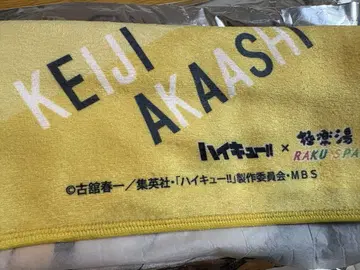 KEIJI
AKAASHI
ハイキュー!! × 極楽湯
RAKU SPA
©古舘春一／集英社・「ハイキュー!!」製作委員会・MBS